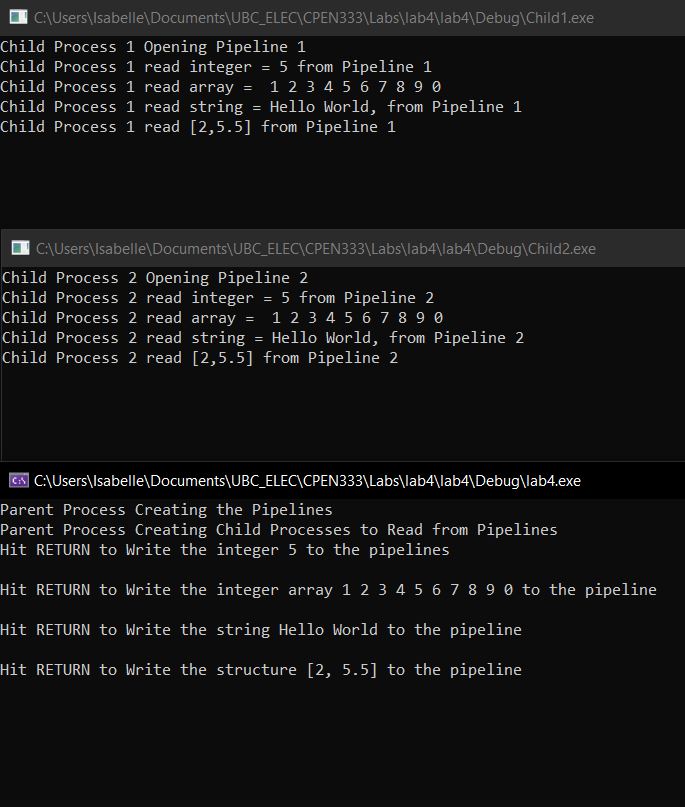 C:\Users\Isabelle\Documents\UBC_ELEC\CPEN333\Labs\lab4\lab4\Debug\Child1.exe
Child Process 1 Opening Pipeline 1
Child Process 1 read integer = 5 from Pipeline 1
Child Process 1 read array =  1 2 3 4 5 6 7 8 9 0
Child Process 1 read string = Hello World, from Pipeline 1
Child Process 1 read [2,5.5] from Pipeline 1
C:\Users\Isabelle\Documents\UBC_ELEC\CPEN333\Labs\lab4\lab4\Debug\Child2.exe
Child Process 2 Opening Pipeline 2
Child Process 2 read integer = 5 from Pipeline 2
Child Process 2 read array =  1 2 3 4 5 6 7 8 9 0
Child Process 2 read string = Hello World, from Pipeline 2
Child Process 2 read [2,5.5] from Pipeline 2
C:\Users\Isabelle\Documents\UBC_ELEC\CPEN333\Labs\lab4\lab4\Debug\lab4.exe
Parent Process Creating the Pipelines
Parent Process Creating Child Processes to Read from Pipelines
Hit RETURN to Write the integer 5 to the pipelines
Hit RETURN to Write the integer array 1 2 3 4 5 6 7 8 9 0 to the pipeline
Hit RETURN to Write the string Hello World to the pipeline
Hit RETURN to Write the structure [2, 5.5] to the pipeline